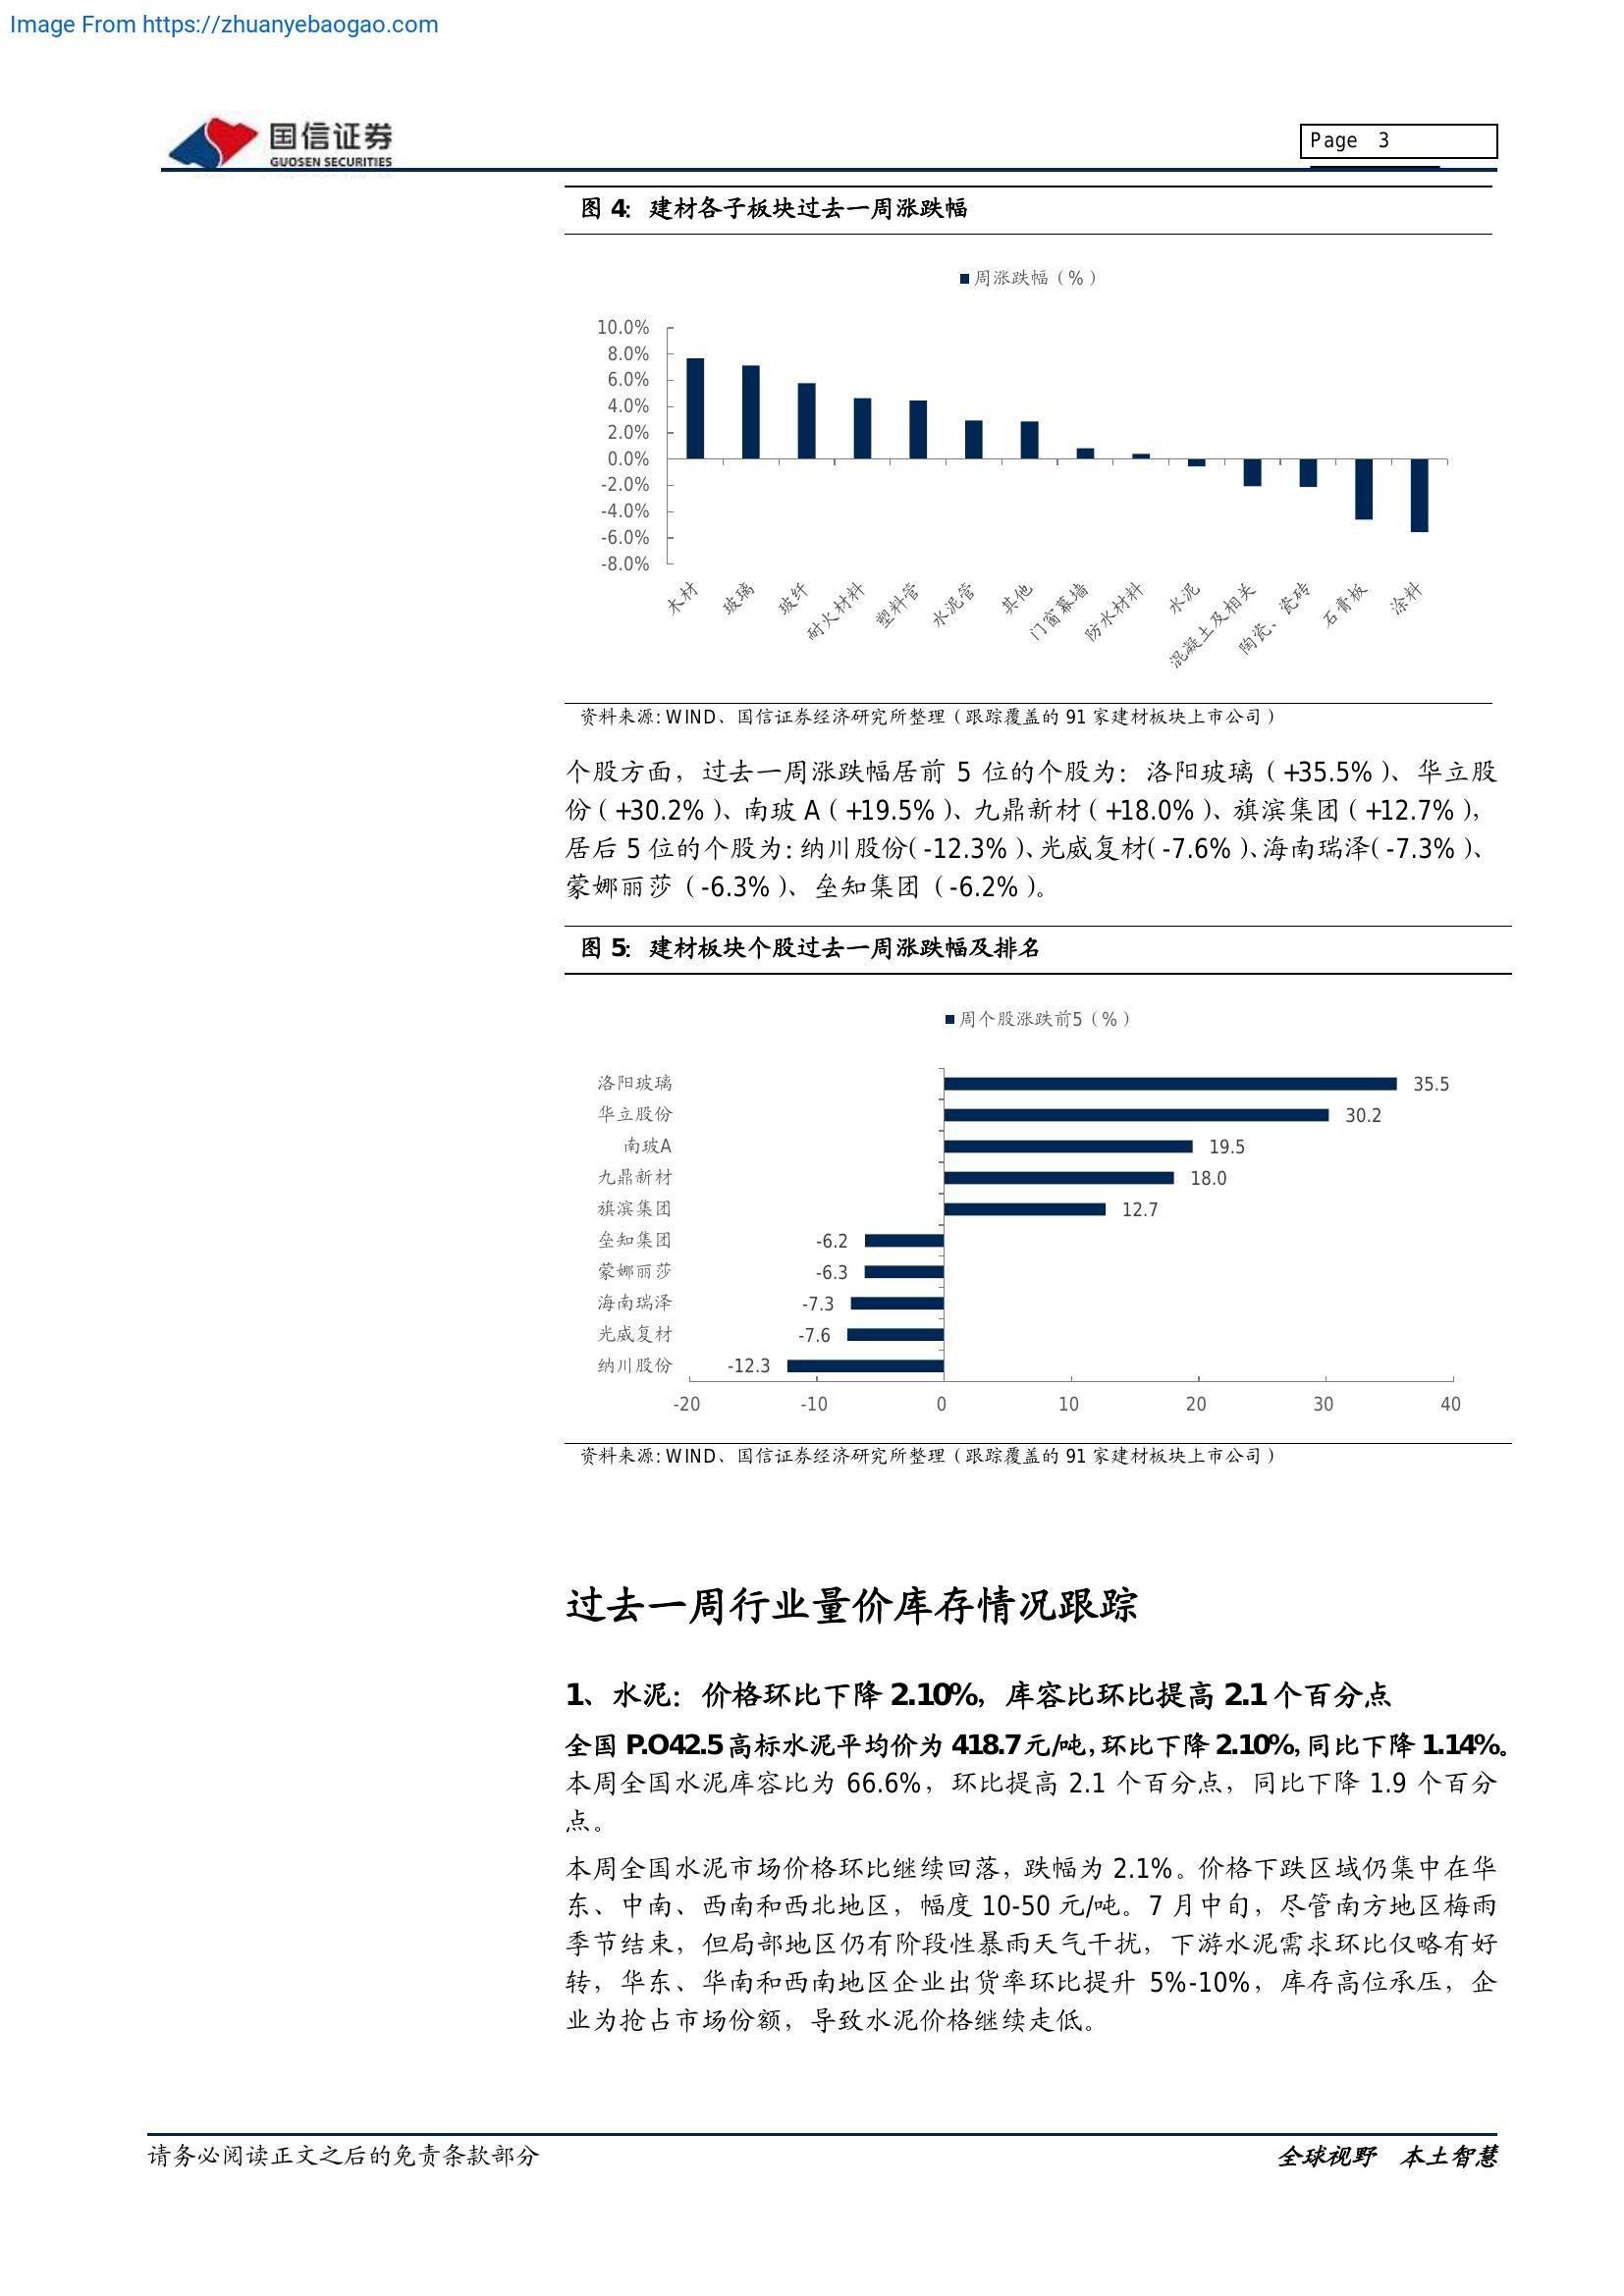 Image From https://zhuanyebaogao.com
国信证券
GUOSEN SECURITIES
Page 3
图 4：建材各子板块过去一周涨跌幅
周涨跌幅（%）
10.0%
8.0%
6.0%
4.0%
2.0%
0.0%
-2.0%
-4.0%
-6.0%
-8.0%
木材
玻璃
玻纤
耐火材料
塑料管
水泥管
其他
门窗幕墙
防水材料
水泥
混凝土及相关
陶瓷、瓷砖
石膏板
涂料
资料来源: WIND、国信证券经济研究所整理（跟踪覆盖的 91 家建材板块上市公司）
个股方面，过去一周涨跌幅居前 5 位的个股为：洛阳玻璃（+35.5%）、华立股
份（+30.2%）、南玻 A（+19.5%）、九鼎新材（+18.0%）、旗滨集团（+12.7%），
居后 5 位的个股为：纳川股份（-12.3%）、光威复材（-7.6%）、海南瑞泽（-7.3%）、
蒙娜丽莎（-6.3%）、垒知集团（-6.2%）。
图 5：建材板块个股过去一周涨跌幅及排名
周个股涨跌前5（%）
洛阳玻璃 35.5
华立股份 30.2
南玻A 19.5
九鼎新材 18.0
旗滨集团 12.7
垒知集团 -6.2
蒙娜丽莎 -6.3
海南瑞泽 -7.3
光威复材 -7.6
纳川股份 -12.3
-20 -10 0 10 20 30 40
资料来源: WIND、国信证券经济研究所整理（跟踪覆盖的 91 家建材板块上市公司）
过去一周行业量价库存情况跟踪
1、水泥：价格环比下降 2.10%，库容比环比提高 2.1 个百分点
全国 P.O42.5 高标水泥平均价为 418.7 元/吨，环比下降 2.10%，同比下降 1.14%。
本周全国水泥库容比为 66.6%，环比提高 2.1 个百分点，同比下降 1.9 个百分
点。
本周全国水泥市场价格环比继续回落，跌幅为 2.1%。价格下跌区域仍集中在华
东、中南、西南和西北地区，幅度 10-50 元/吨。7 月中旬，尽管南方地区梅雨
季节结束，但局部地区仍有阶段性暴雨天气干扰，下游水泥需求环比仅略有好
转，华东、华南和西南地区企业出货率环比提升 5%-10%，库存高位承压，企
业为抢占市场份额，导致水泥价格继续走低。
请务必阅读正文之后的免责条款部分
全球视野 本土智慧